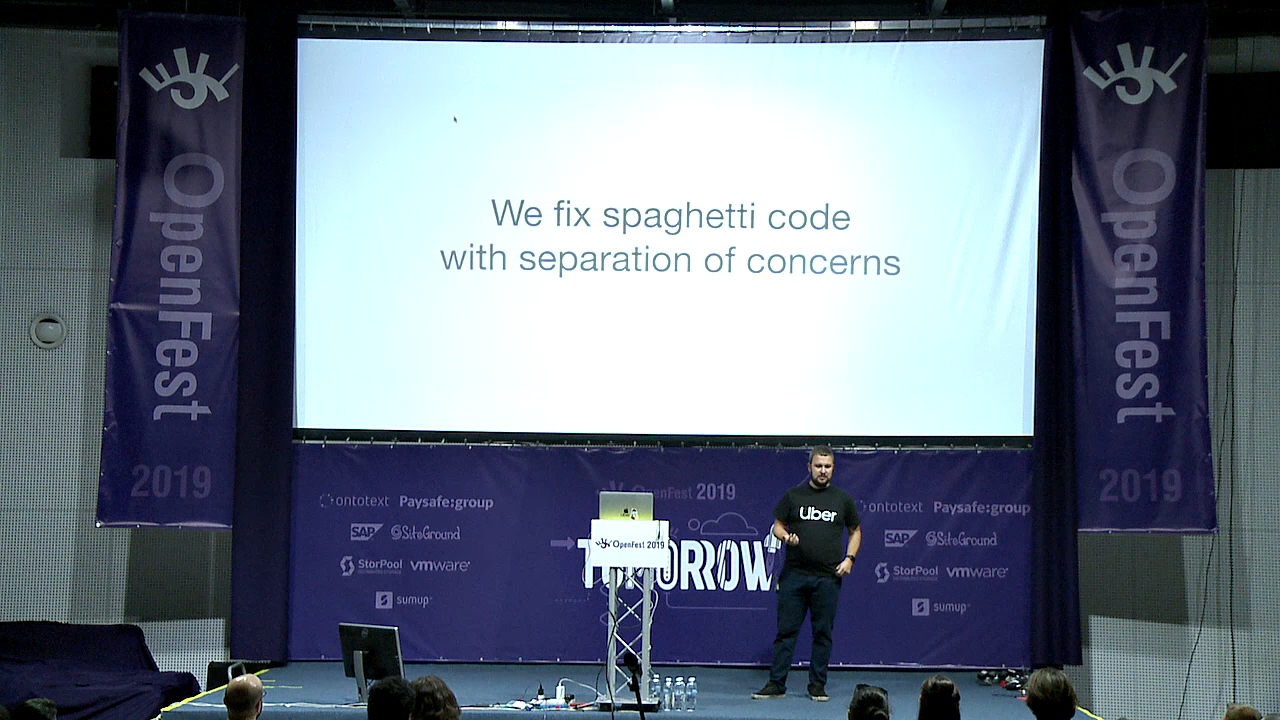 We fix spaghetti code
with separation of concerns
OpenFest
2019
OpenFest
2019
OpenFest 2019
ontotext Paysafe:group
SAP SiteGround
StorPool vmware
sumup
OpenFest 2019
Uber
ontotext Paysafe:group
SAP SiteGround
StorPool vmware
sumup